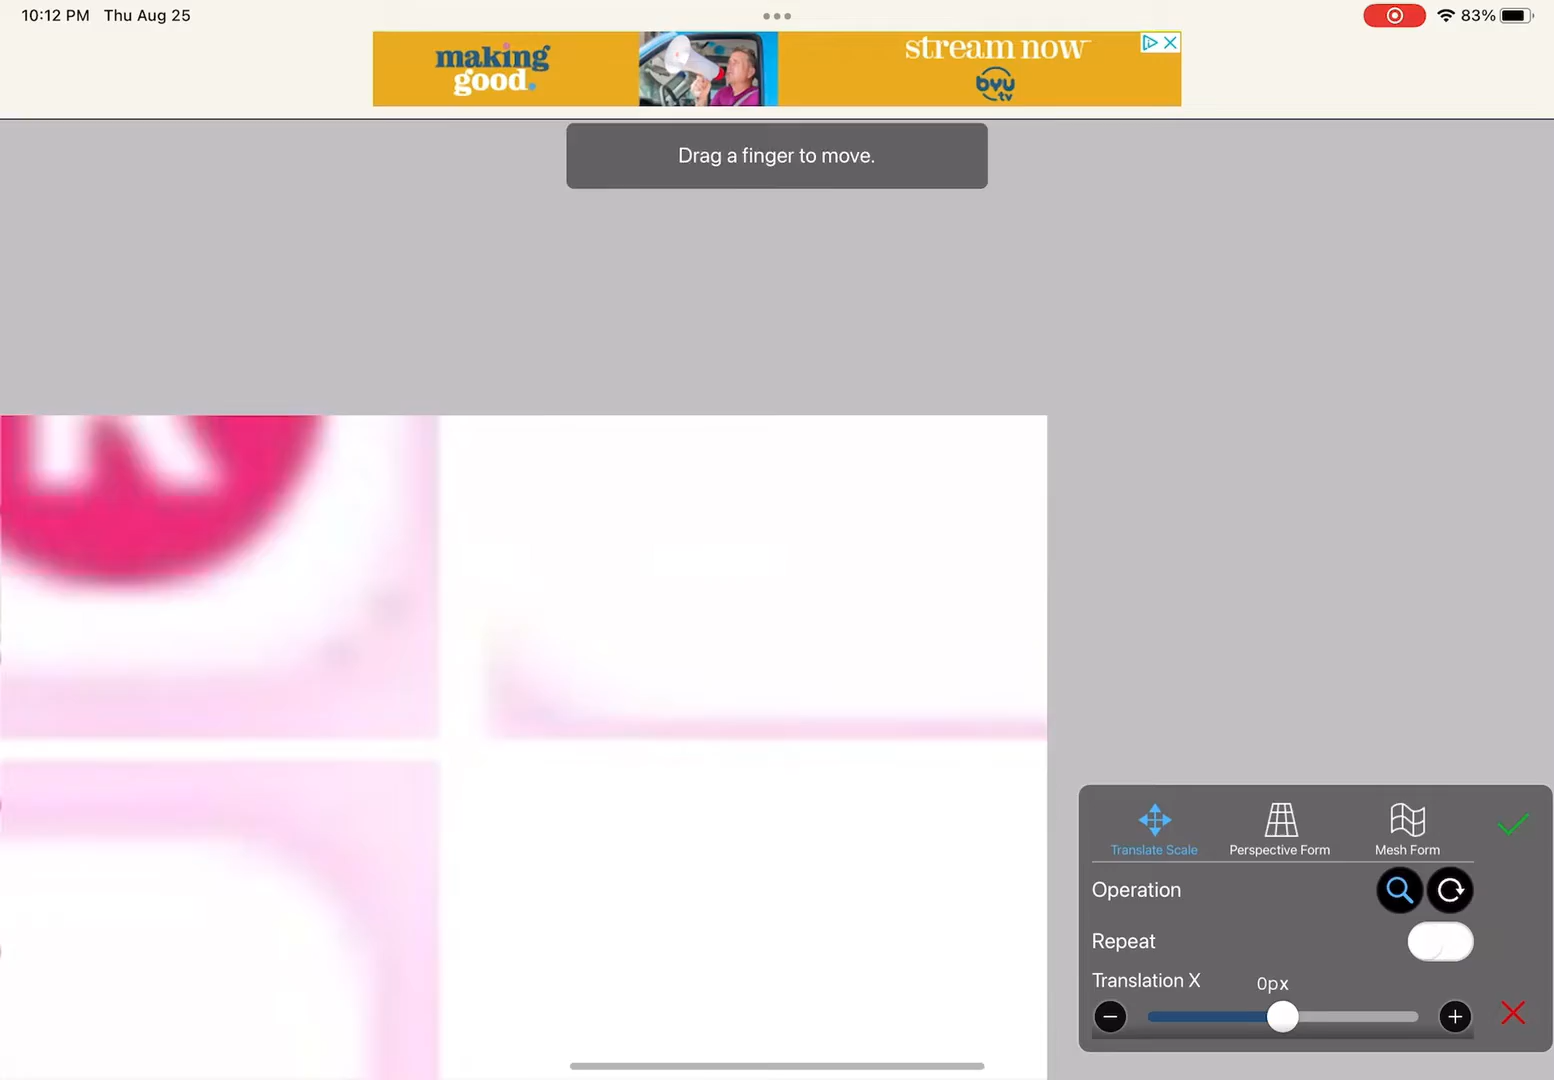 10:12 PM Thu Aug 25
83%
making
good.
stream now
byu
tv
Drag a finger to move.
R
Translate Scale
Perspective Form
Mesh Form
Operation
Repeat
Translation X
0px